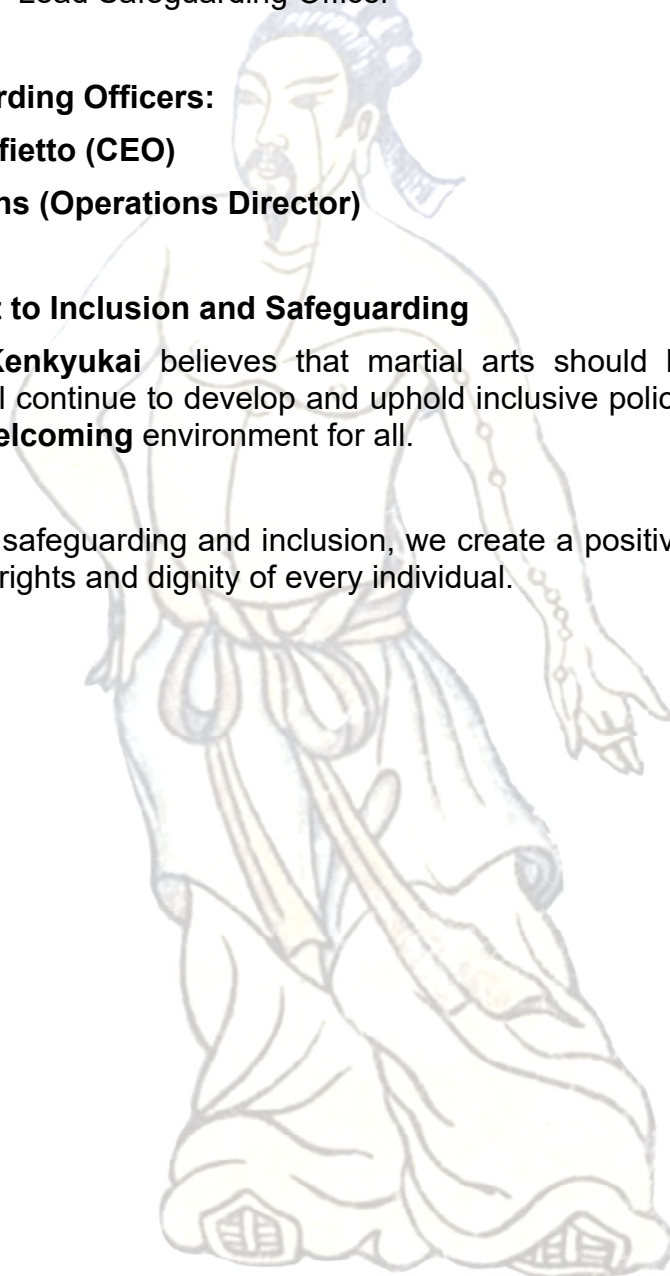 Lead Safeguarding Officer
rding Officers:
fietto (CEO)
ns (Operations Director)
t to Inclusion and Safeguarding
Kenkyukai believes that martial arts should
l continue to develop and uphold inclusive polic
elcoming environment for all.
safeguarding and inclusion, we create a positiv
rights and dignity of every individual.